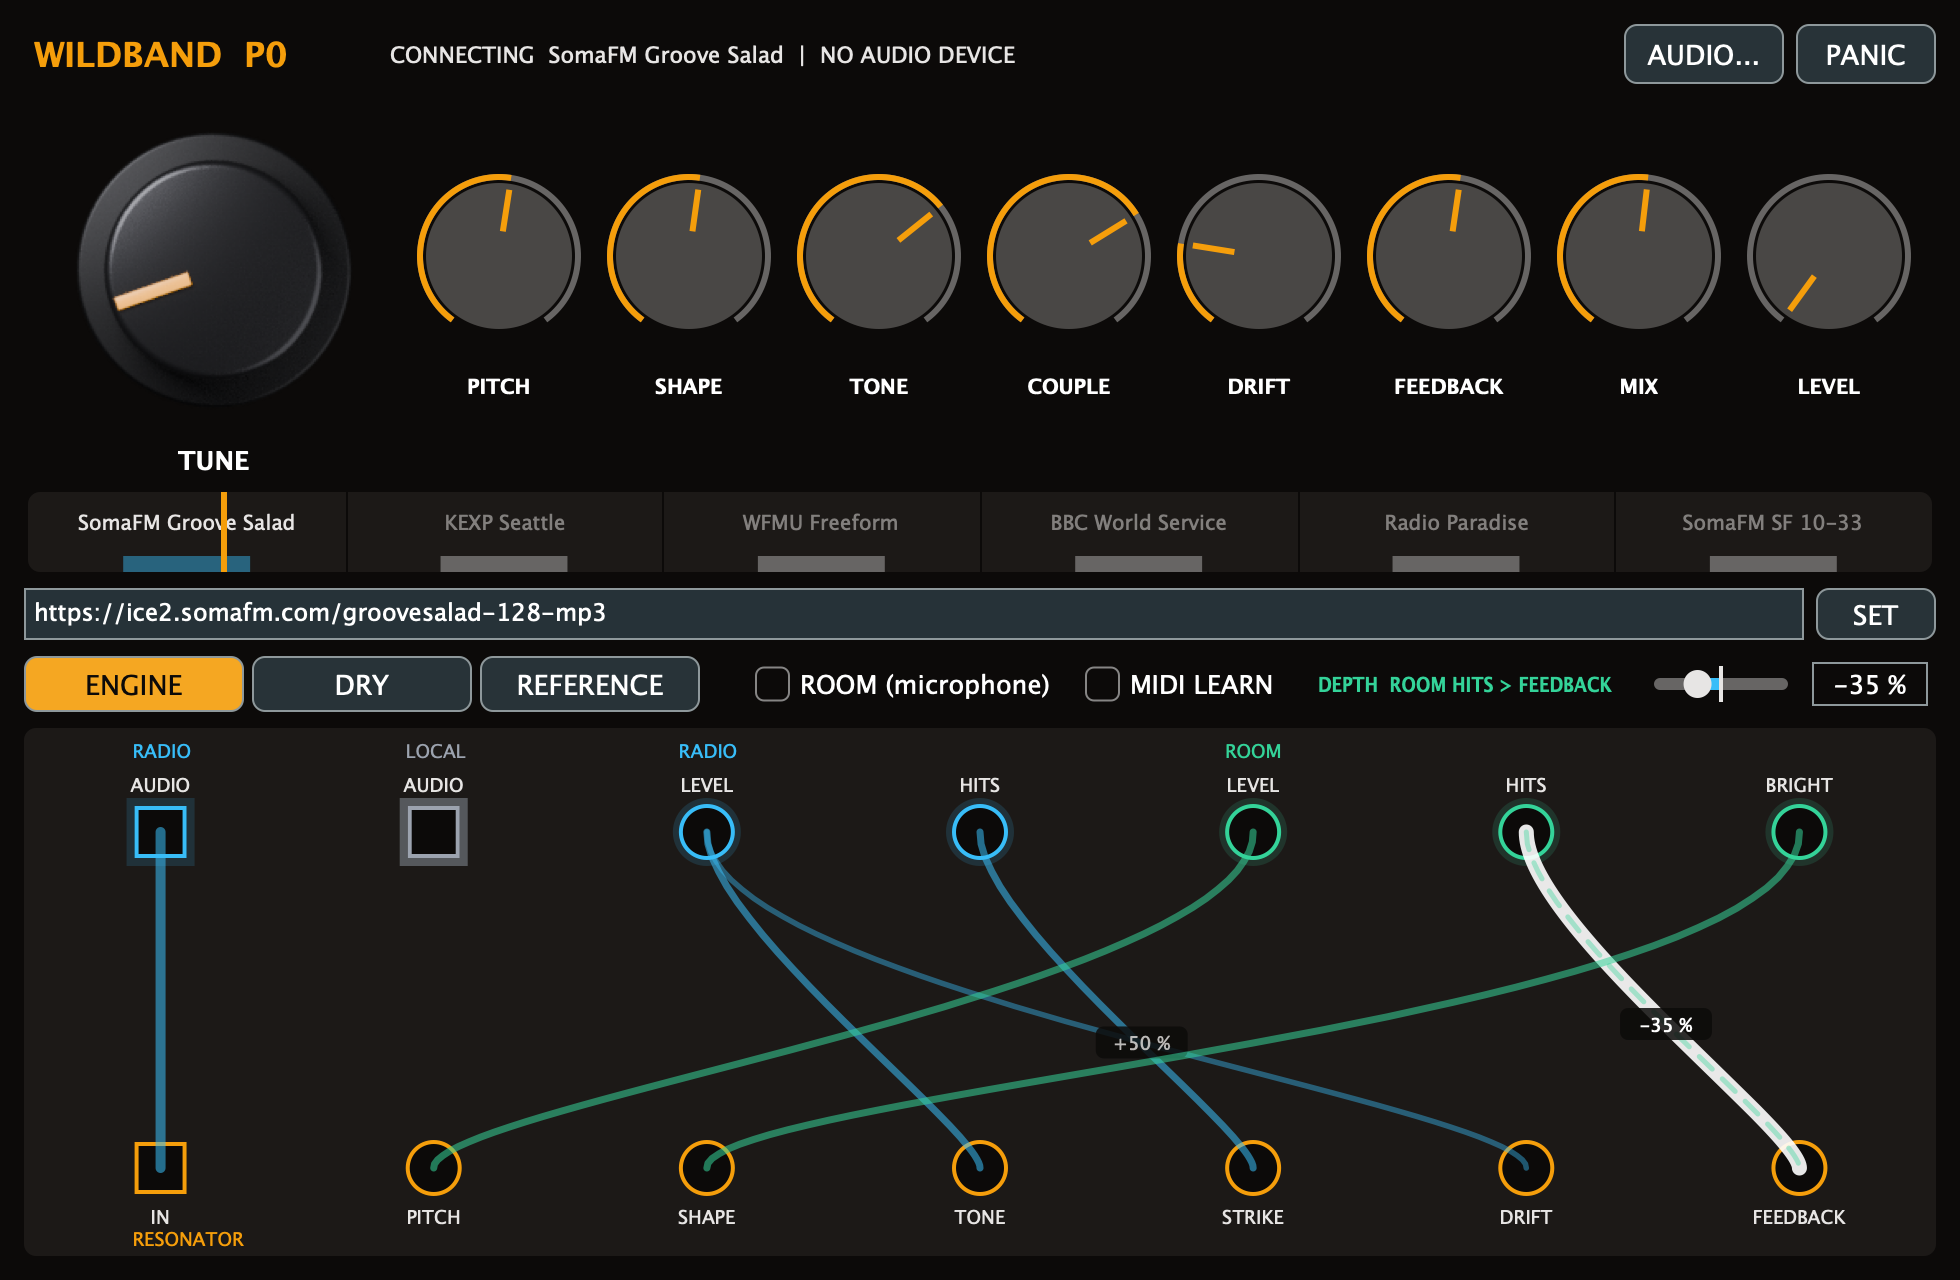 WILDBAND P0
CONNECTING SomaFM Groove Salad | NO AUDIO DEVICE
AUDIO...
PANIC
PITCH
SHAPE
TONE
COUPLE
DRIFT
FEEDBACK
MIX
LEVEL
TUNE
SomaFM Groove Salad
KEXP Seattle
WFMU Freeform
BBC World Service
Radio Paradise
SomaFM SF 10-33
https://ice2.somafm.com/groovesalad-128-mp3
SET
ENGINE
DRY
REFERENCE
ROOM (microphone)
MIDI LEARN
DEPTH ROOM HITS > FEEDBACK
-35 %
RADIO
LOCAL
RADIO
ROOM
AUDIO
AUDIO
LEVEL
HITS
LEVEL
HITS
BRIGHT
+50 %
-35 %
IN
PITCH
SHAPE
TONE
STRIKE
DRIFT
FEEDBACK
RESONATOR